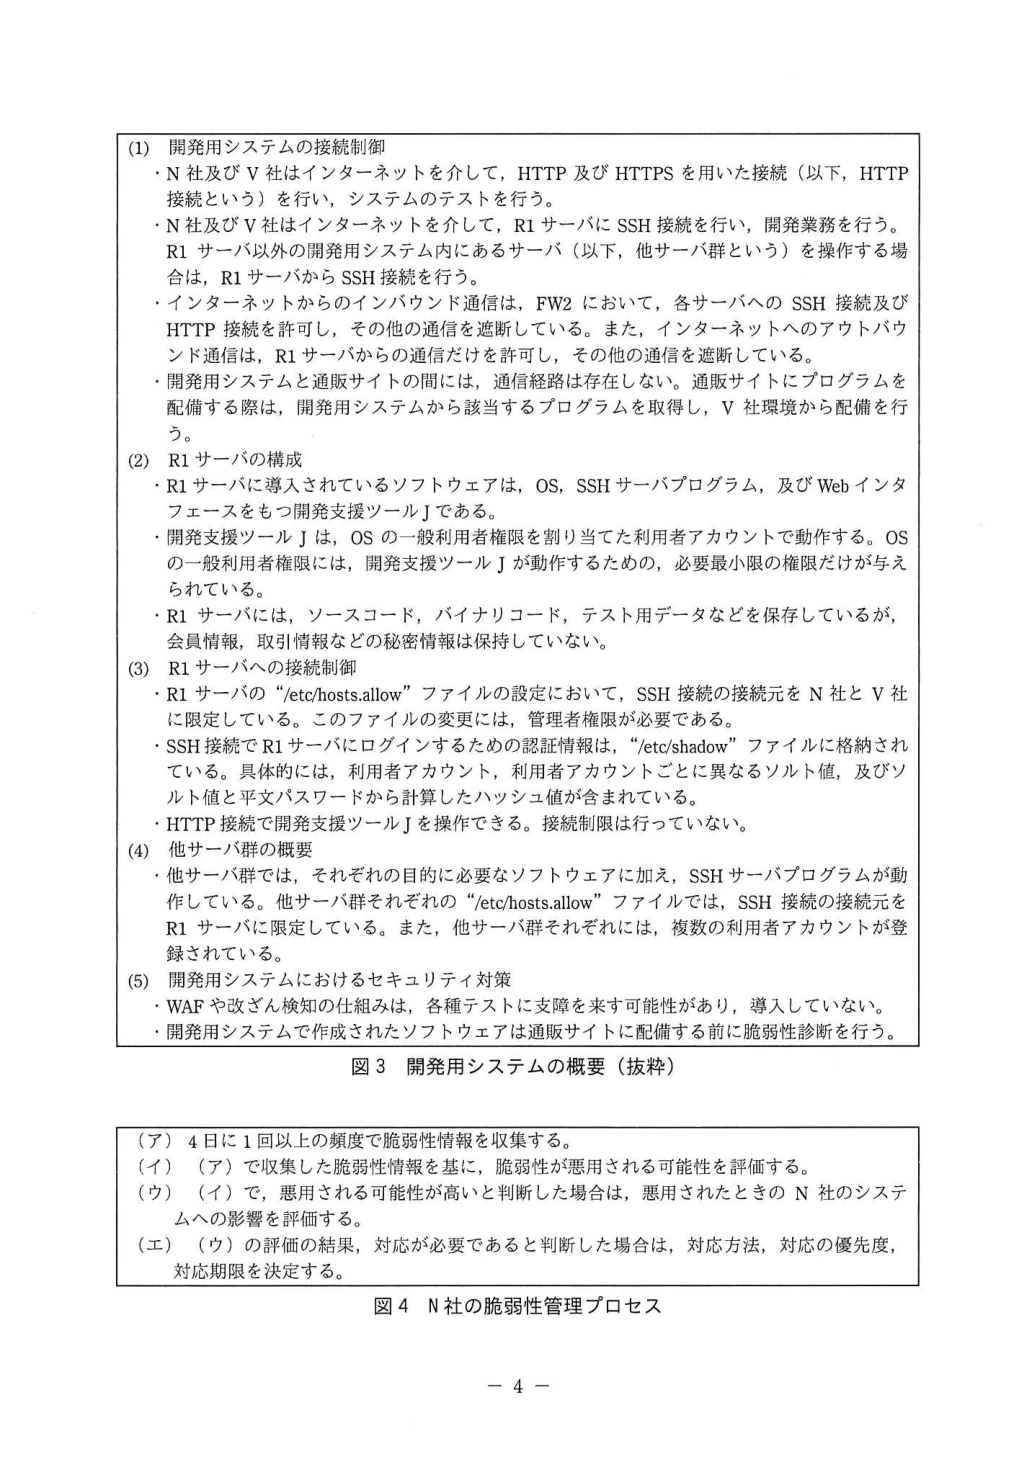 (1) 開発用システムの接続制御
・N 社及び V 社はインターネットを介して，HTTP 及び HTTPS を用いた接続（以下，HTTP
接続という）を行い，システムのテストを行う。
・N 社及び V 社はインターネットを介して，R1 サーバに SSH 接続を行い，開発業務を行う。
R1 サーバ以外の開発用システム内にあるサーバ（以下，他サーバ群という）を操作する場
合は，R1 サーバから SSH 接続を行う。
・インターネットからのインバウンド通信は，FW2 において，各サーバへの SSH 接続及び
HTTP 接続を許可し，その他の通信を遮断している。また，インターネットへのアウトバウ
ンド通信は，R1 サーバからの通信だけを許可し，その他の通信を遮断している。
・開発用システムと通販サイトの間には，通信経路は存在しない。通販サイトにプログラムを
配備する際は，開発用システムから該当するプログラムを取得し，V 社環境から配備を行
う。
(2) R1 サーバの構成
・R1 サーバに導入されているソフトウェアは，OS，SSH サーバプログラム，及び Web インタ
フェースをもつ開発支援ツール J である。
・開発支援ツール J は，OS の一般利用者権限を割り当てた利用者アカウントで動作する。OS
の一般利用者権限には，開発支援ツール J が動作するための，必要最小限の権限だけが与え
られている。
・R1 サーバには，ソースコード，バイナリコード，テスト用データなどを保存しているが，
会員情報，取引情報などの秘密情報は保持していない。
(3) R1 サーバへの接続制御
・R1 サーバの “/etc/hosts.allow” ファイルの設定において，SSH 接続の接続元を N 社と V 社
に限定している。このファイルの変更には，管理者権限が必要である。
・SSH 接続で R1 サーバにログインするための認証情報は，“/etc/shadow” ファイルに格納され
ている。具体的には，利用者アカウント，利用者アカウントごとに異なるソルト値，及びソ
ルト値と平文パスワードから計算したハッシュ値が含まれている。
・HTTP 接続で開発支援ツール J を操作できる。接続制限は行っていない。
(4) 他サーバ群の概要
・他サーバ群では，それぞれの目的に必要なソフトウェアに加え，SSH サーバプログラムが動
作している。他サーバ群それぞれの “/etc/hosts.allow” ファイルでは，SSH 接続の接続元を
R1 サーバに限定している。また，他サーバ群それぞれには，複数の利用者アカウントが登
録されている。
(5) 開発用システムにおけるセキュリティ対策
・WAF や改ざん検知の仕組みは，各種テストに支障を来す可能性があり，導入していない。
・開発用システムで作成されたソフトウェアは通販サイトに配備する前に脆弱性診断を行う。
図 3 開発用システムの概要（抜粋）
（ア） 4 日に 1 回以上の頻度で脆弱性情報を収集する。
（イ） （ア）で収集した脆弱性情報を基に，脆弱性が悪用される可能性を評価する。
（ウ） （イ）で，悪用される可能性が高いと判断した場合は，悪用されたときの N 社のシステ
ムへの影響を評価する。
（エ） （ウ）の評価の結果，対応が必要であると判断した場合は，対応方法，対応の優先度，
対応期限を決定する。
図 4 N 社の脆弱性管理プロセス
－ 4 －